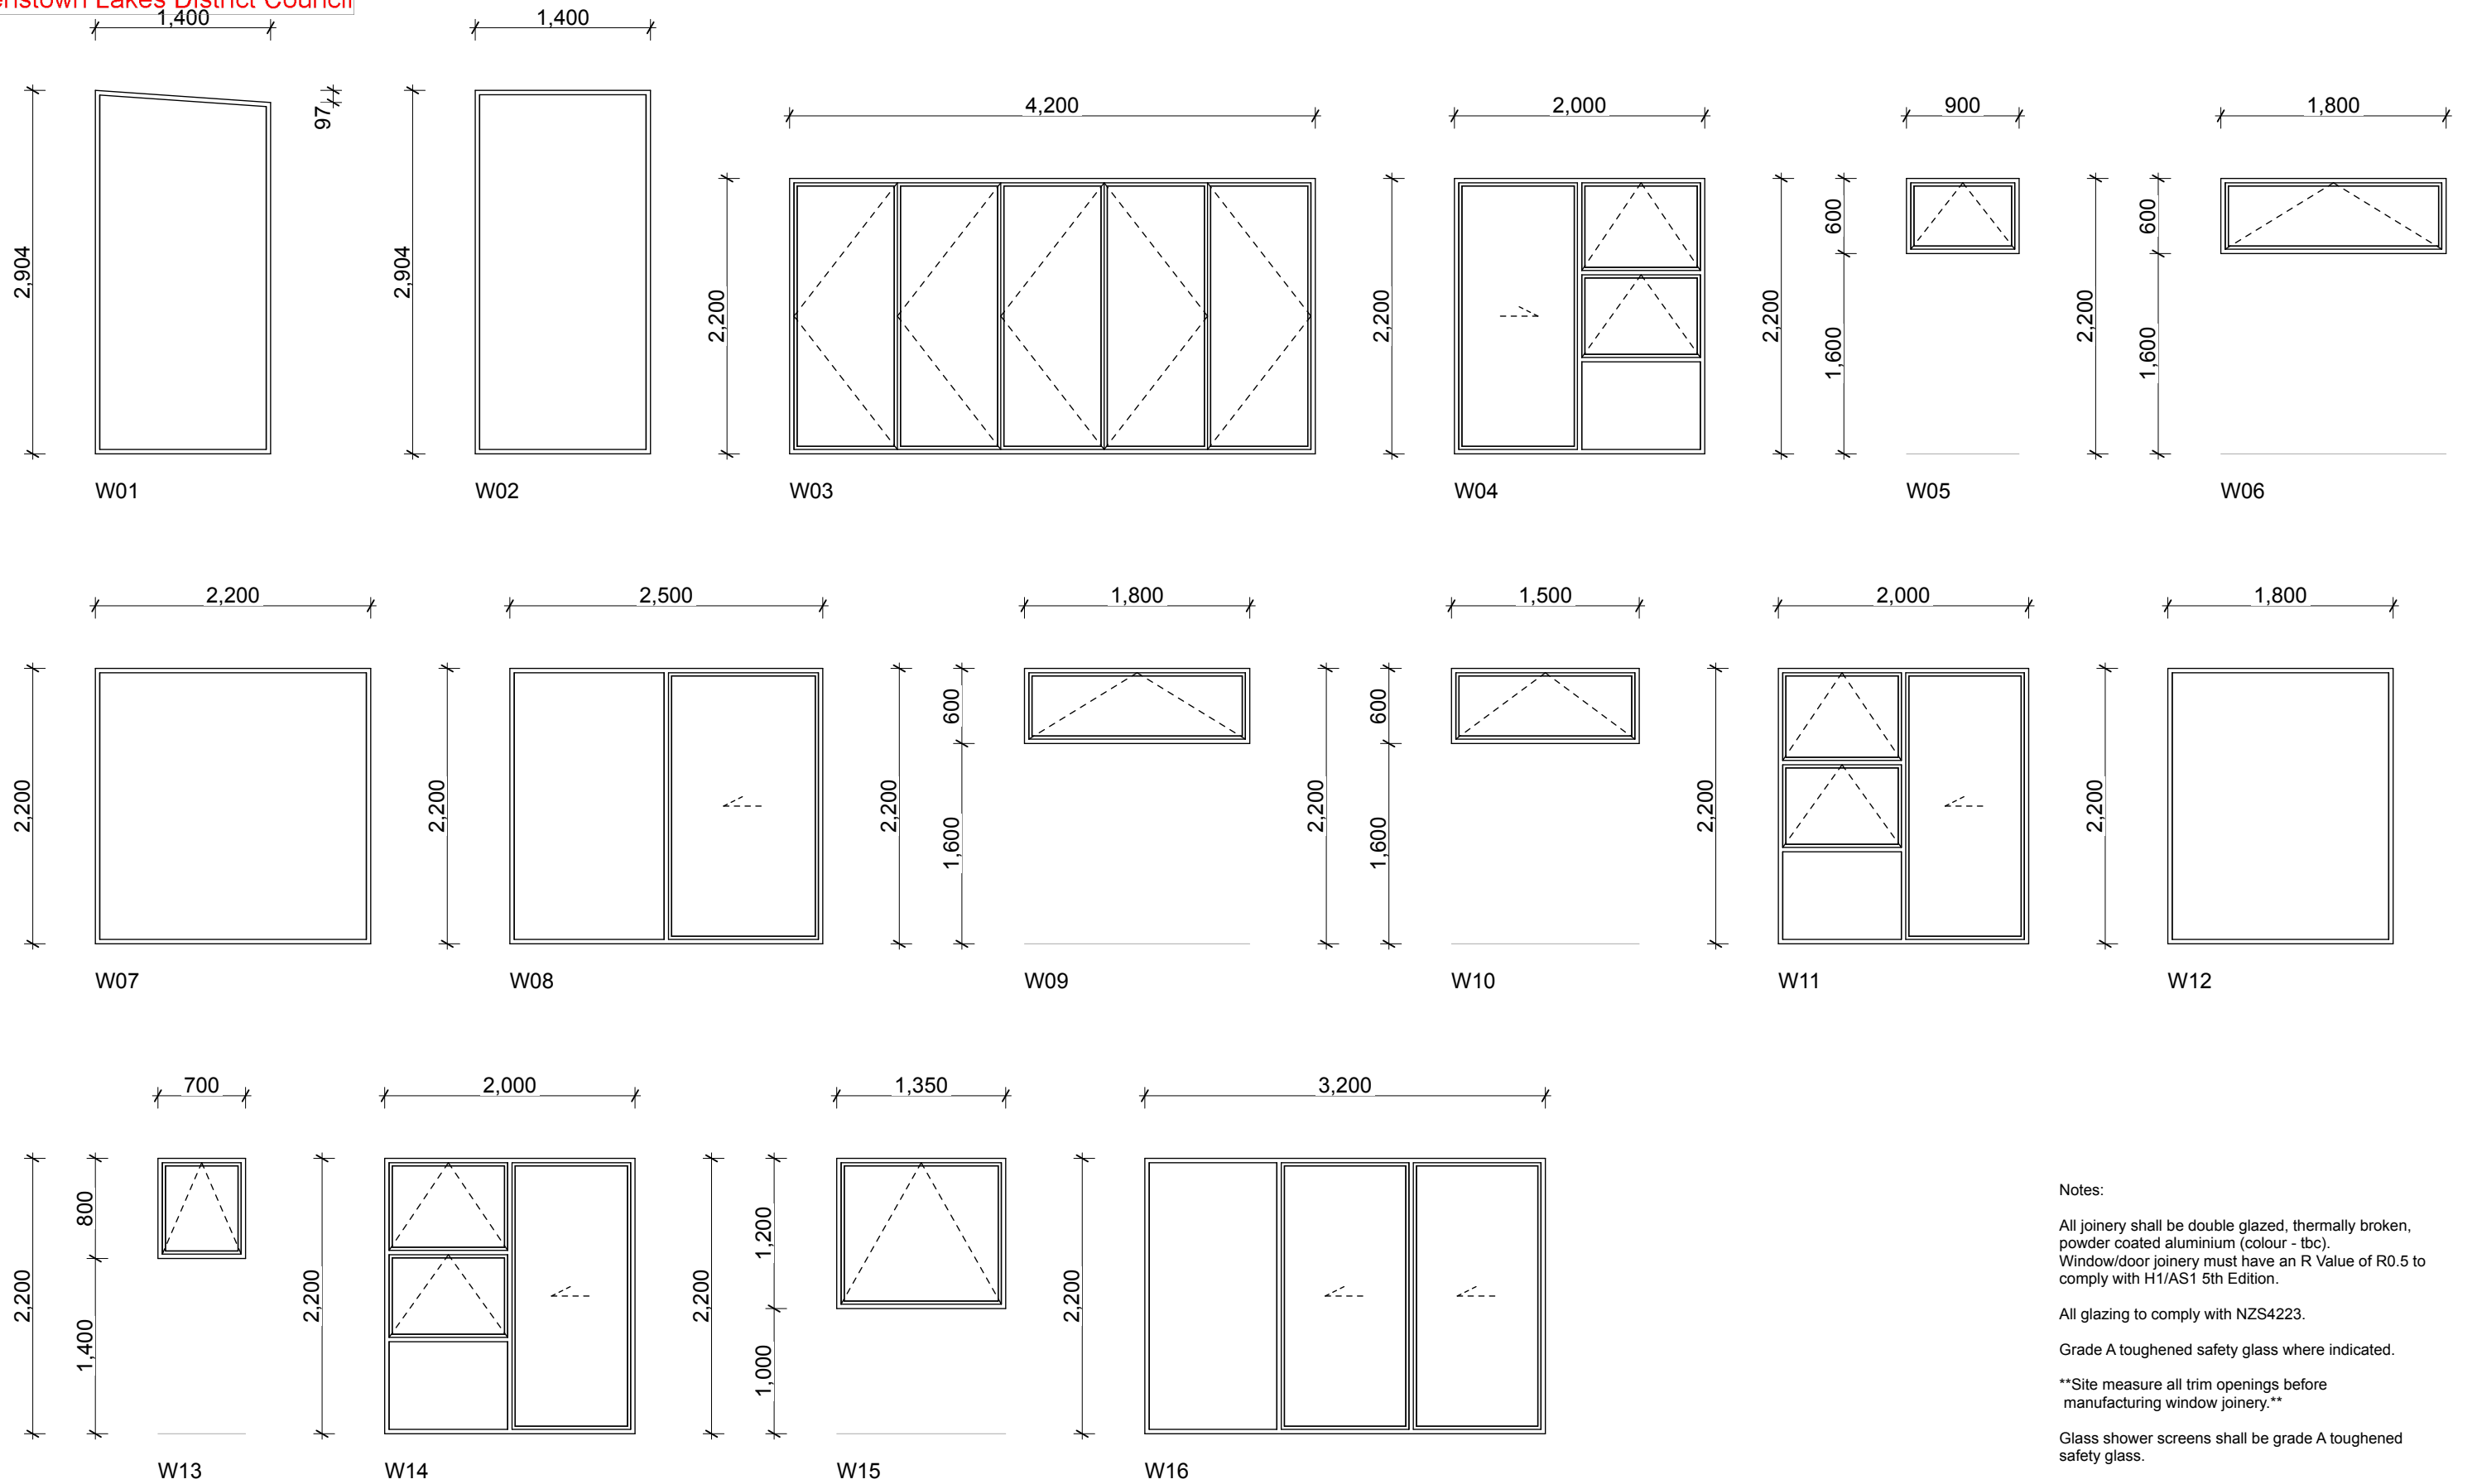 enstown Lakes District Council
1,400
1,400
2,904
97
2,904
4,200
2,200
2,000
2,200
900
2,200
600
1,600
1,800
2,200
600
1,600
W01
W02
W03
W04
W05
W06
2,200
2,200
2,500
2,200
1,800
2,200
600
1,600
1,500
2,200
600
1,600
2,000
2,200
1,800
2,200
W07
W08
W09
W10
W11
W12
700
2,200
800
1,400
2,000
2,200
1,350
2,200
1,200
1,000
3,200
2,200
W13
W14
W15
W16
Notes:
All joinery shall be double glazed, thermally broken,
powder coated aluminium (colour - tbc).
Window/door joinery must have an R Value of R0.5 to
comply with H1/AS1 5th Edition.
All glazing to comply with NZS4223.
Grade A toughened safety glass where indicated.
**Site measure all trim openings before
manufacturing window joinery.**
Glass shower screens shall be grade A toughened
safety glass.